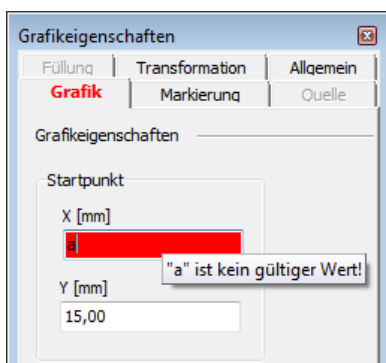 Grafikeigenschaften
Füllung Transformation Allgemein
Grafik Markierung Quelle
Grafikeigenschaften
Startpunkt
X [mm]
a
"a" ist kein gültiger Wert!
Y [mm]
15,00